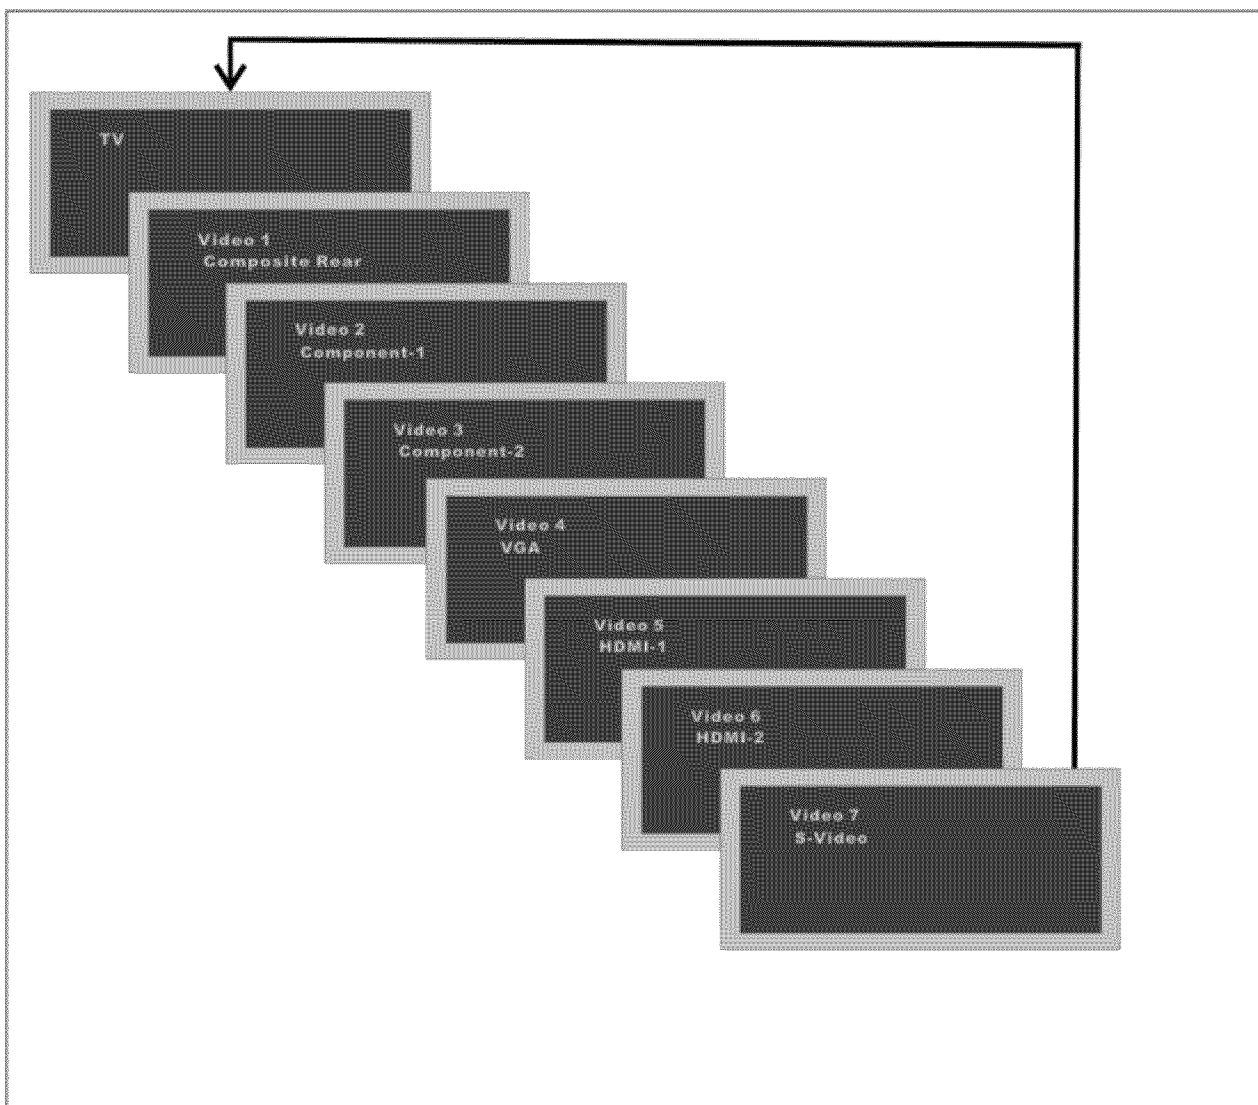 TV
Video 1
Composite Rear
Video 2
Component-1
Video 3
Component-2
Video 4
VGA
Video 5
HDMI-1
Video 6
HDMI-2
Video 7
S-Video